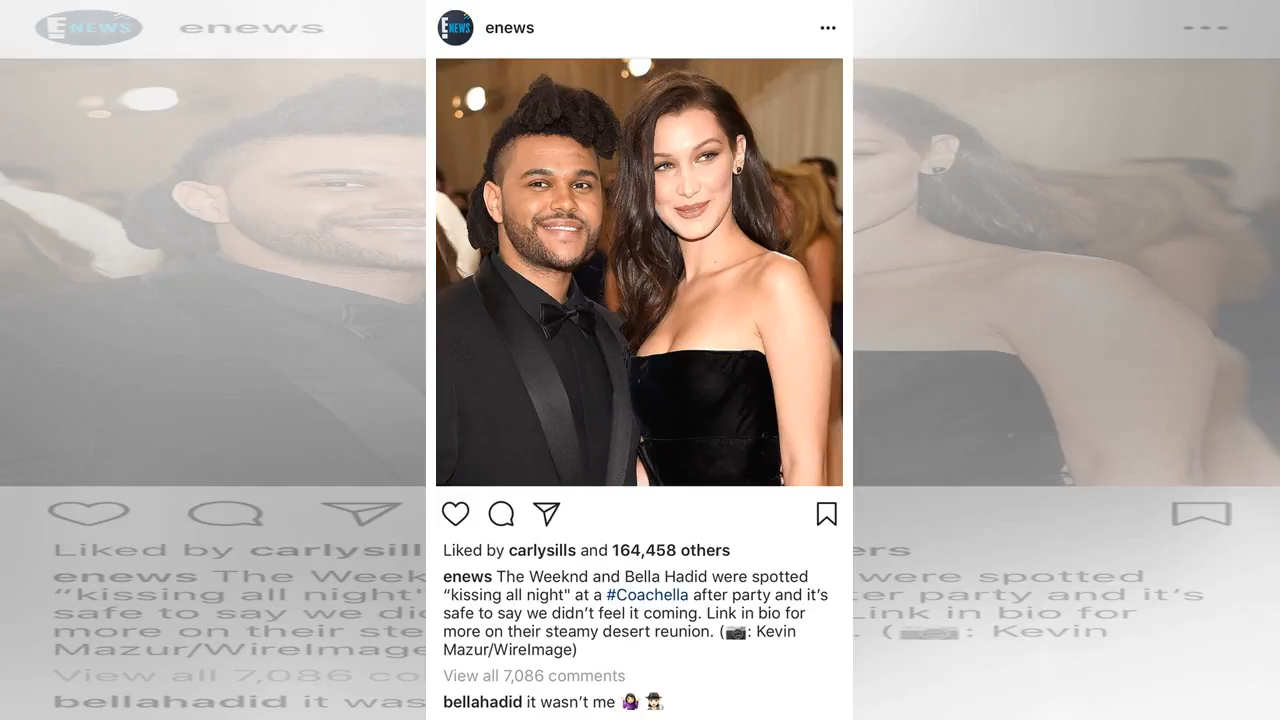 E NEWS
enews
Liked by carlysills and 164,458 others
enews The Weeknd and Bella Hadid were spotted
“kissing all night" at a #Coachella after party and it’s
safe to say we didn’t feel it coming. Link in bio for
more on their steamy desert reunion. (📷: Kevin
Mazur/WireImage)
View all 7,086 comments
bellahadid it wasn’t me 🤷🏻‍♀️ 🕵🏻‍♀️